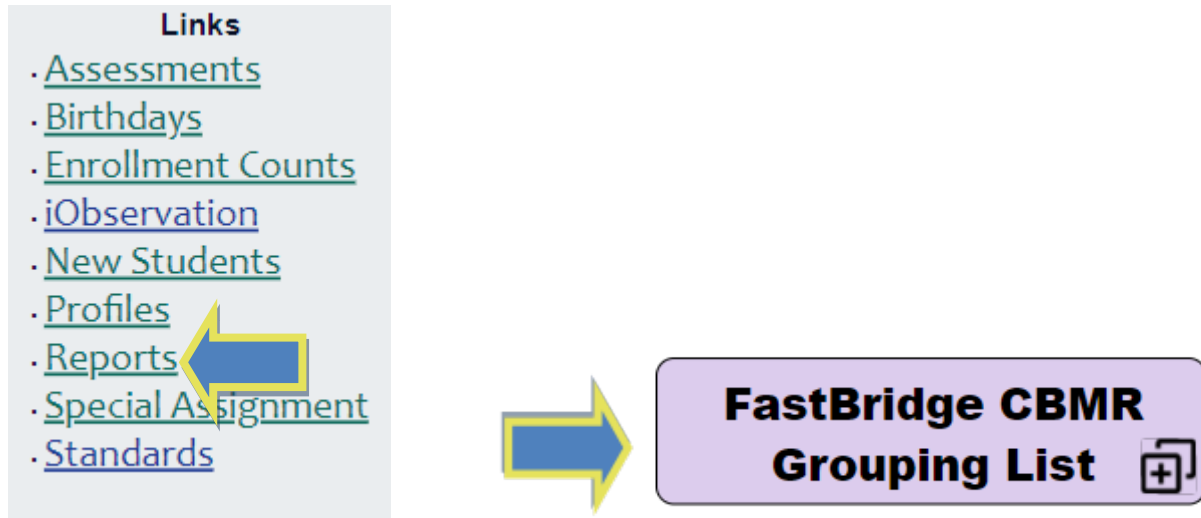 Links
Assessments
Birthdays
Enrollment Counts
iObservation
New Students
Profiles
Reports
Special Assignment
Standards
FastBridge CBMR
Grouping List